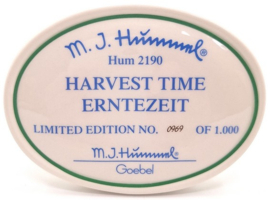 M.J. Hummel®
Hum 2190
HARVEST TIME
ERNTEZEIT
LIMITED EDITION NO. 0969 OF 1.000
M.J. Hummel®
Goebel